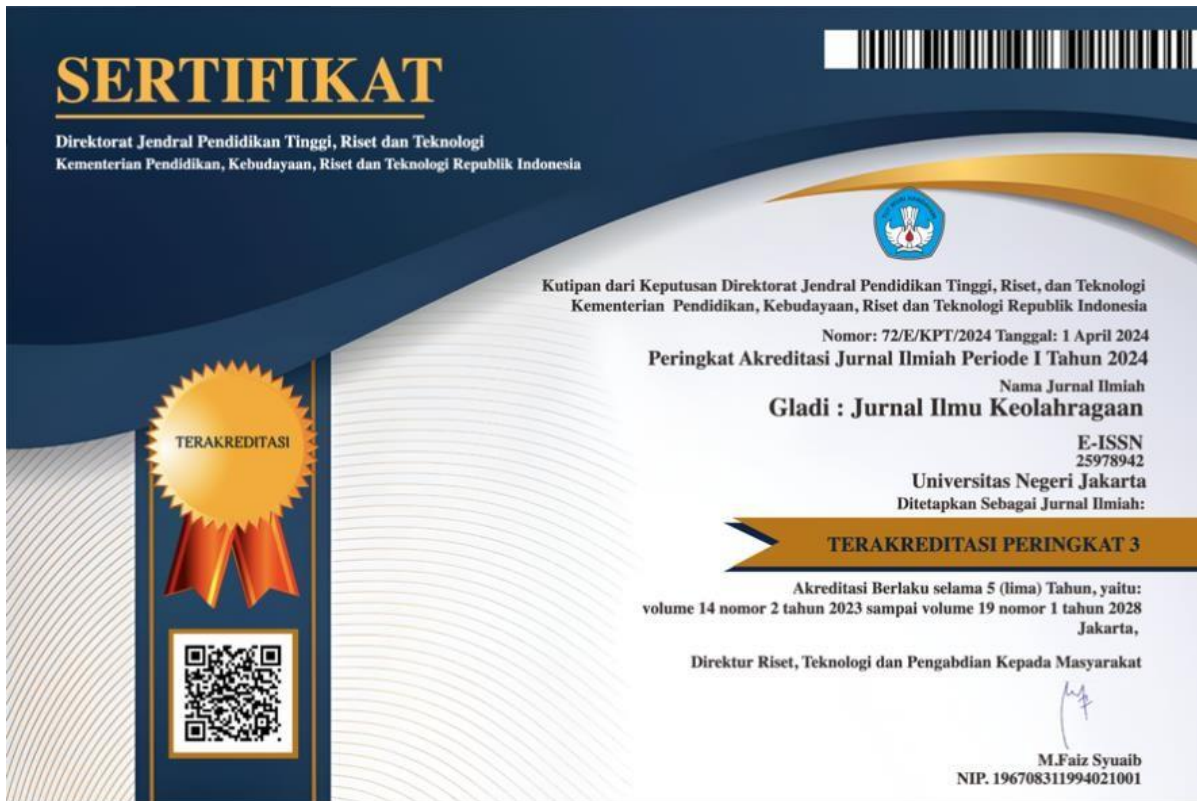 SERTIFIKAT
Direktorat Jendral Pendidikan Tinggi, Riset dan Teknologi
Kementerian Pendidikan, Kebudayaan, Riset dan Teknologi Republik Indonesia
TUT WURI HANDAYANI
Kutipan dari Keputusan Direktorat Jendral Pendidikan Tinggi, Riset, dan Teknologi
Kementerian Pendidikan, Kebudayaan, Riset dan Teknologi Republik Indonesia
Nomor: 72/E/KPT/2024 Tanggal: 1 April 2024
Peringkat Akreditasi Jurnal Ilmiah Periode I Tahun 2024
Nama Jurnal Ilmiah
Gladi : Jurnal Ilmu Keolahragaan
E-ISSN
25978942
Universitas Negeri Jakarta
Ditetapkan Sebagai Jurnal Ilmiah:
TERAKREDITASI
TERAKREDITASI PERINGKAT 3
Akreditasi Berlaku selama 5 (lima) Tahun, yaitu:
volume 14 nomor 2 tahun 2023 sampai volume 19 nomor 1 tahun 2028
Jakarta,
Direktur Riset, Teknologi dan Pengabdian Kepada Masyarakat
M.Faiz Syuaib
NIP. 196708311994021001